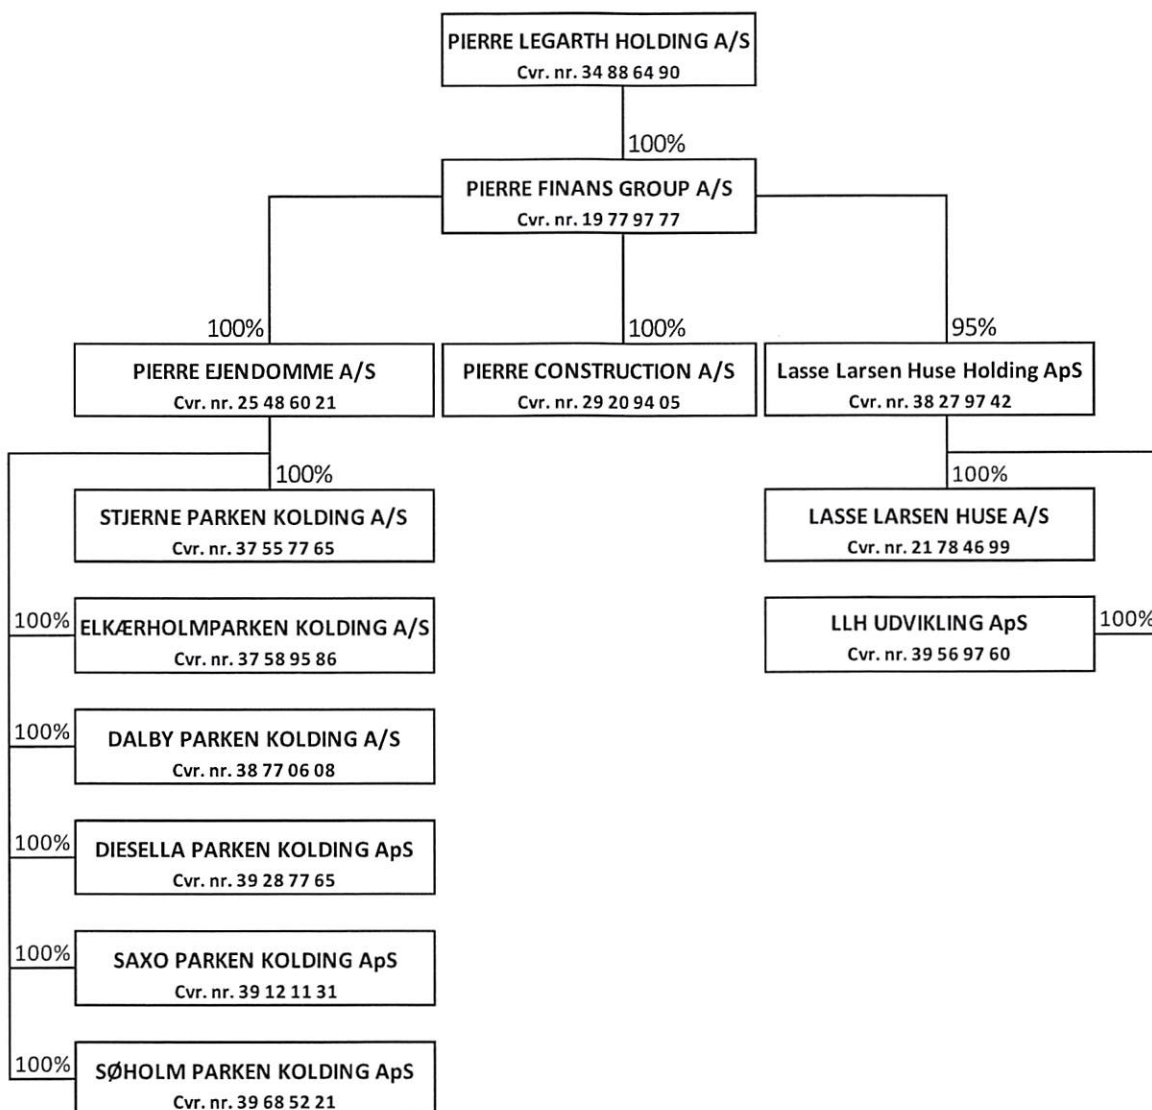 PIERRE LEGARTH HOLDING A/S
Cvr. nr. 34 88 64 90
100%
PIERRE FINANS GROUP A/S
Cvr. nr. 19 77 97 77
100%
100%
95%
PIERRE EJENDOMME A/S
Cvr. nr. 25 48 60 21
PIERRE CONSTRUCTION A/S
Cvr. nr. 29 20 94 05
Lasse Larsen Huse Holding ApS
Cvr. nr. 38 27 97 42
100%
100%
STJERNE PARKEN KOLDING A/S
Cvr. nr. 37 55 77 65
LASSE LARSEN HUSE A/S
Cvr. nr. 21 78 46 99
100%
ELKÆRHOLMPARKEN KOLDING A/S
Cvr. nr. 37 58 95 86
LLH UDVIKLING ApS
Cvr. nr. 39 56 97 60
100%
100%
DALBY PARKEN KOLDING A/S
Cvr. nr. 38 77 06 08
100%
DIESELLA PARKEN KOLDING ApS
Cvr. nr. 39 28 77 65
100%
SAXO PARKEN KOLDING ApS
Cvr. nr. 39 12 11 31
100%
SØHOLM PARKEN KOLDING ApS
Cvr. nr. 39 68 52 21